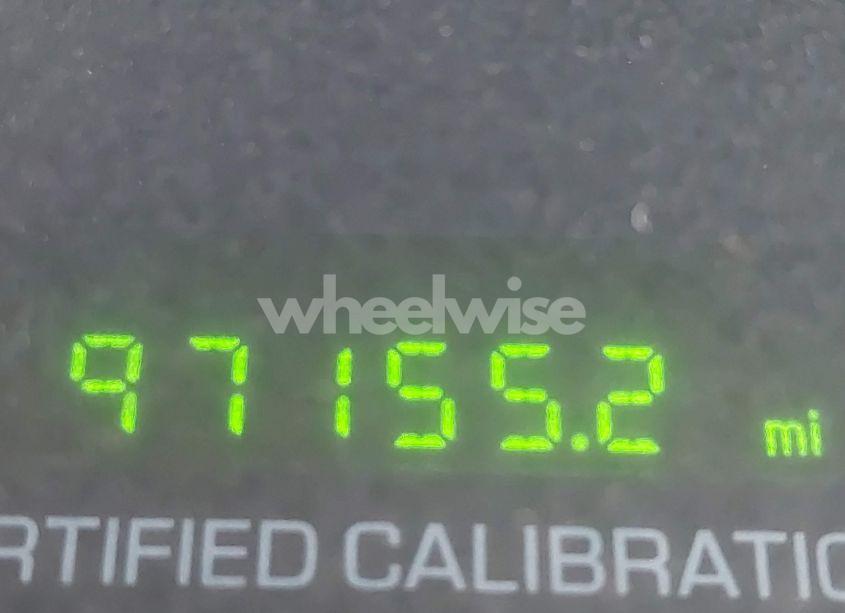 wheelwise
97155.2 mi
RTIFIED CALIBRATIO